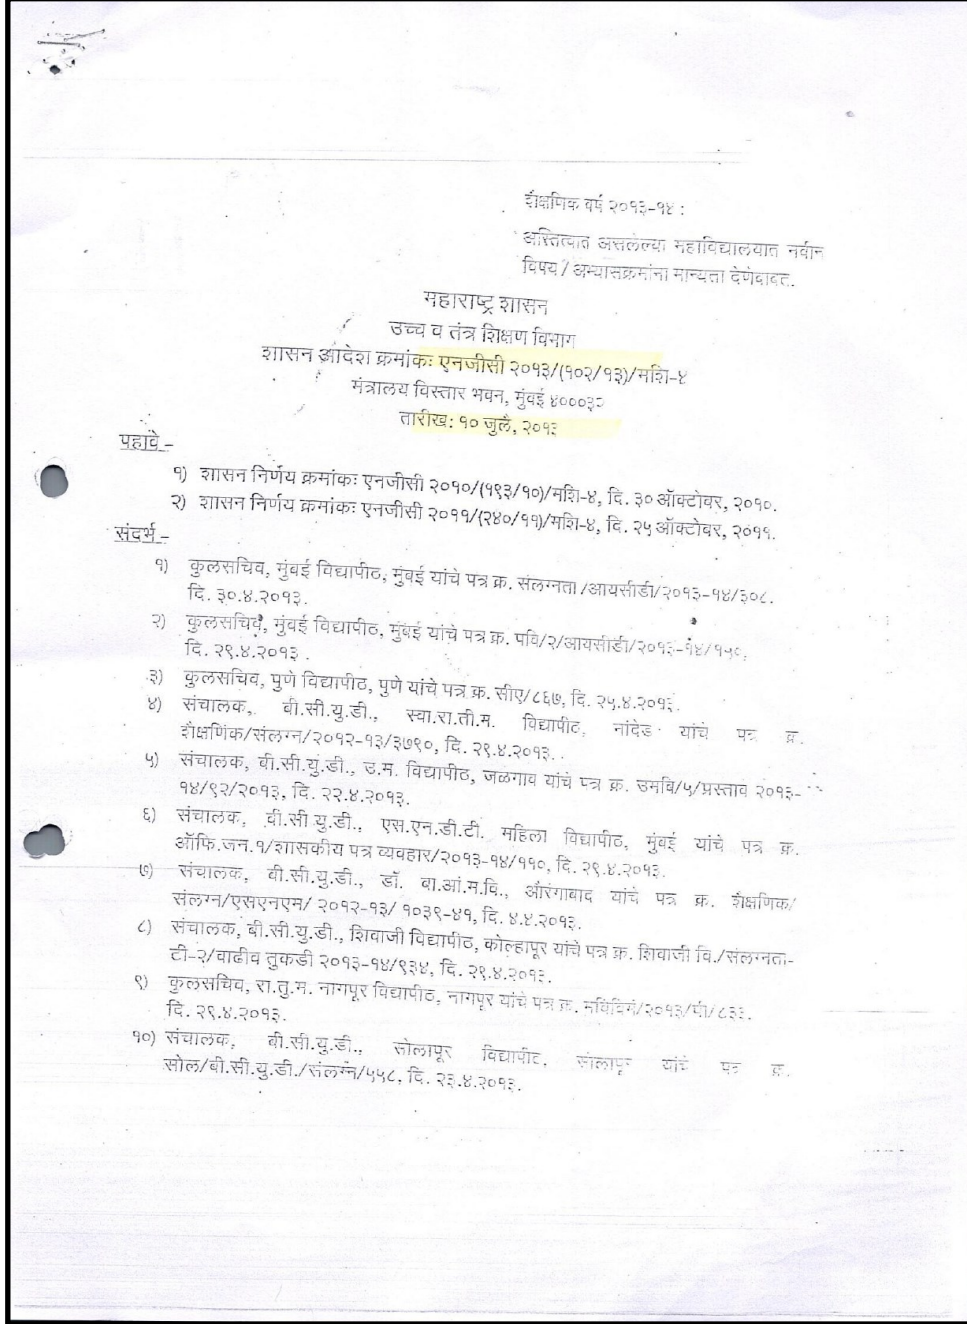 शैक्षणिक वर्ष २०१३-१४ :
अस्तित्वात असलेल्या महाविद्यालयात नवीन
विषय / अभ्यासक्रमांना मान्यता देणेबाबत.
महाराष्ट्र शासन
उच्च व तंत्र शिक्षण विभाग
शासन आदेश क्रमांकः एनजीसी २०१३/(१०२/१३)/मशि-४
मंत्रालय विस्तार भवन, मुंबई ४०००३२
तारीख: १० जुलै, २०१३
पहावे -
१) शासन निर्णय क्रमांकः एनजीसी २०१०/(१९३/१०)/मशि-४, दि. ३० ऑक्टोबर, २०१०.
२) शासन निर्णय क्रमांकः एनजीसी २०११/(२४०/११)/मशि-४, दि. २५ ऑक्टोबर, २०११.
संदर्भ -
१) कुलसचिव, मुंबई विद्यापीठ, मुंबई यांचे पत्र क्र. संलग्नता /आयसीडी/२०१३-१४/३०८.
दि. ३०.४.२०१३.
२) कुलसचिव, मुंबई विद्यापीठ, मुंबई यांचे पत्र क्र. पवि/२/आयसीडी/२०१३-१४/१५०,
दि. २९.४.२०१३ .
३) कुलसचिव, पुणे विद्यापीठ, पुणे यांचे पत्र क्र. सीए/८६७, दि. २५.४.२०१३.
४) संचालक, बी.सी.यु.डी., स्वा.रा.ती.म. विद्यापीठ, नांदेड यांचे पत्र क्र.
शैक्षणिक/संलग्न/२०१२-१३/३७९०, दि. २९.४.२०१३.
५) संचालक, बी.सी.यु.डी., उ.म. विद्यापीठ, जळगाव यांचे पत्र क्र. उमवि/५/प्रस्ताव २०१३-
१४/९२/२०१३, दि. २२.४.२०१३.
६) संचालक, बी.सी.यु.डी., एस.एन.डी.टी. महिला विद्यापीठ, मुंबई यांचे पत्र क्र.
ऑफि.जन.१/शासकीय पत्र व्यवहार/२०१३-१४/११०, दि. २९.४.२०१३.
७) संचालक, बी.सी.यु.डी., डॉ. बा.आं.म.वि., औरंगाबाद यांचे पत्र क्र. शैक्षणिक/
संलग्न/एसएनएम/ २०१२-१३/ १०३९-४१, दि. ४.४.२०१३.
८) संचालक, बी.सी.यु.डी., शिवाजी विद्यापीठ, कोल्हापूर यांचे पत्र क्र. शिवाजी वि./संलग्नता-
टी-२/वाढीव तुकडी २०१३-१४/९३४, दि. २९.४.२०१३.
९) कुलसचिव, रा.तु.म. नागपूर विद्यापीठ, नागपूर यांचे पत्र क्र.
दि. २९.४.२०१३.
१०) संचालक, बी.सी.यु.डी., सोलापूर विद्यापीठ, सोलापूर यांचे पत्र क्र.
सोल/बी.सी.यु.डी./संलग्न/५५८, दि. २३.४.२०१३.